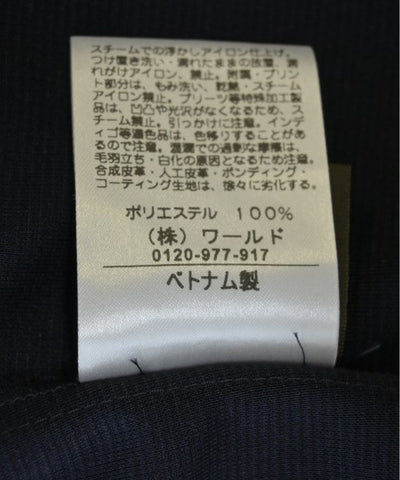 スチームでの浮かしアイロン仕上げ。
つけ置き洗い・濡れたままの放置、濡
れがけアイロン、禁止。附属・プリン
ト部分は、もみ洗い、乾熱・スチーム
アイロン禁止。プリーツ等特殊加工製
品は、凹凸や光沢がなくなるため、ス
チーム禁止。引っかけに注意。インデ
ィゴ等濃色品は、色移りすることがあ
るので注意。湿潤での過剰な摩擦は、
毛羽立ち・白化の原因となるため注意。
合成皮革・人工皮革・ボンディング・
コーティング生地は、徐々に劣化する。
ポリエステル 100%
(株) ワールド
0120-977-917
ベトナム製